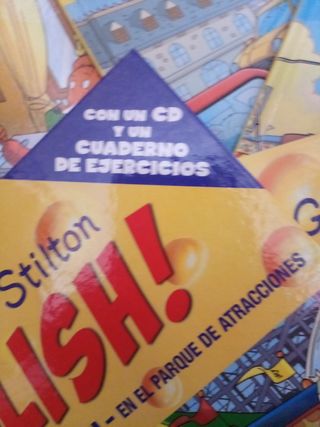 CON UN CD
Y UN
CUADERNO
DE EJERCICIOS
Stilton
LISH!
- EN EL PARQUE DE ATRACCIONES
G